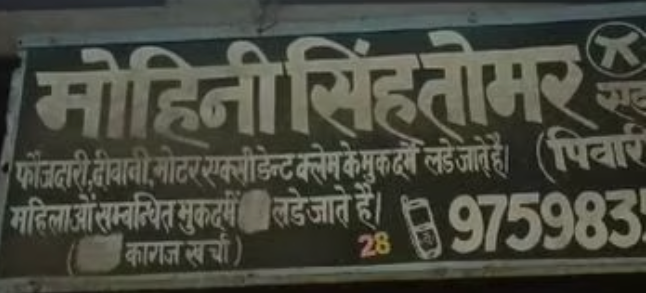 मोहिनी सिंह तोमर
फौजदारी, दीवानी, मोटर एक्सीडेन्ट क्लेम के मुकदमें लडे जाते है। (पिवारी
महिलाओं सम्बन्धित मुकदमें लडे जाते है। 975983
(कागज खर्चा) 28